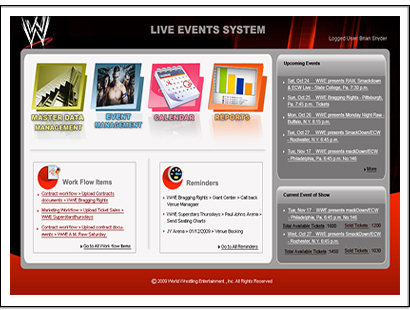 W
LIVE EVENTS SYSTEM
Logged User: Brian Snyder
MASTER DATA
MANAGEMENT
EVENT
MANAGEMENT
CALENDAR
REPORTS
Upcoming Events
Sat, Oct 24 WWE presents RAW, Smackdown
& ECW Live - State College, Pa. 7.30 p.m.
Sun, Oct 25 WWE Bragging Rights - Pittsburgh,
Pa. 7:45 p.m. Tickets
Mon, Oct 26 WWE presents Monday Night Raw
Buffalo, N.Y. 8:15 p.m.
Tue, Oct 27 WWE presents SmackDown/ECW
- Rochester, N.Y. 6:45 p.m.
Tue, Nov 17 WWE presents SmackDown/ECW
- Philadelphia, Pa. 6:45 p.m. No 146
More
Work Flow Items
Contract workflow » Upload Contracts
documents » WWE Bragging Rights
Marketing Workflow » Upload Ticket Sales »
WWE Superstars thursdays
Contract workflow » Upload contract docu-
ments » WWE A.M. Raw Saturday
Go to All Work flow Items
Reminders
WWE Bragging Rights » Giant Center » Call back
Venue Manager
WWE Superstars Thursdays » Paul Johns Arena »
Send Seating Charts
JY Arena » 01/12/2009 » Venue Booking
Go to All Reminders
Current Event of Show
Tue, Nov 17 WWE presents SmackDown/ECW
- Philadelphia, Pa. 6:45 p.m. No 146
Total Available Tickets 1600 Sold Tickets 1200
Wed, Oct 27 WWE presents SmackDown/ECW
- Rochester, N.Y. 6:45 p.m.
Total Available Tickets 1450 Sold Tickets 1030
© 2009 World Wrestling Entertainment, Inc. All Rights Reserved